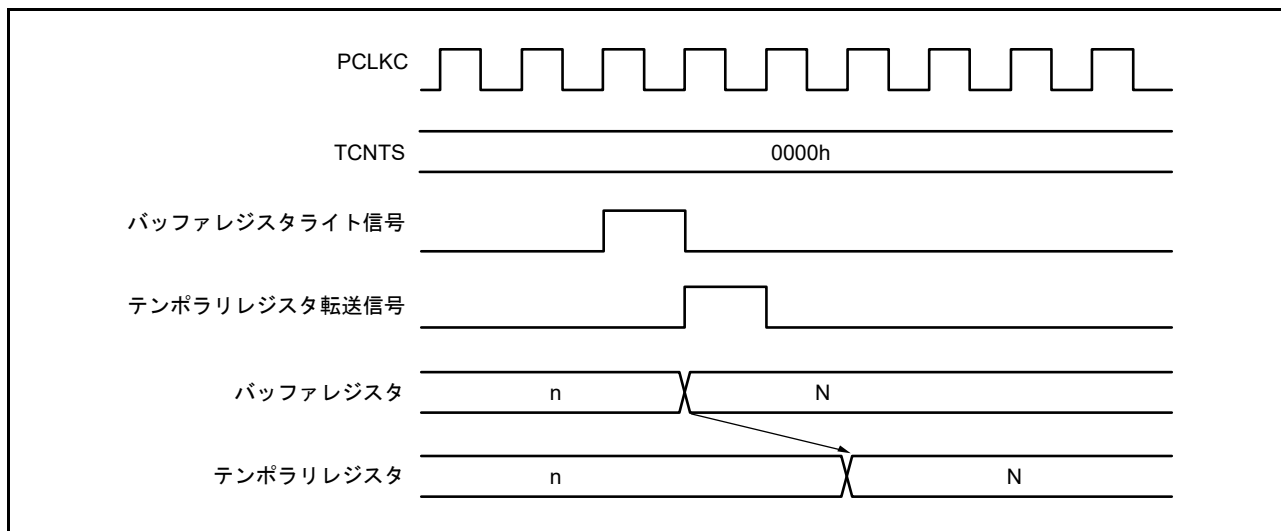 PCLKC
TCNTS
0000h
バッファレジスタライト信号
テンポラリレジスタ転送信号
バッファレジスタ
n
N
テンポラリレジスタ
n
N